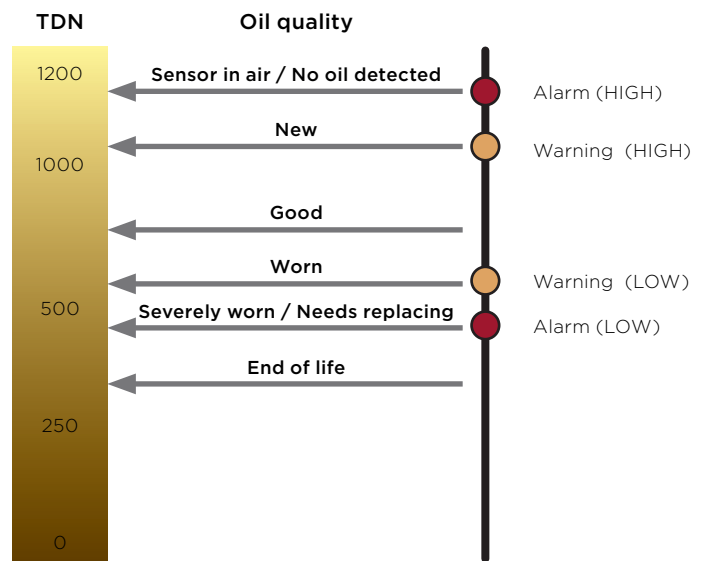 TDN Oil quality
1200
Sensor in air / No oil detected
Alarm (HIGH)
New
Warning (HIGH)
1000
Good
Worn
Warning (LOW)
500
Severely worn / Needs replacing
Alarm (LOW)
End of life
250
0